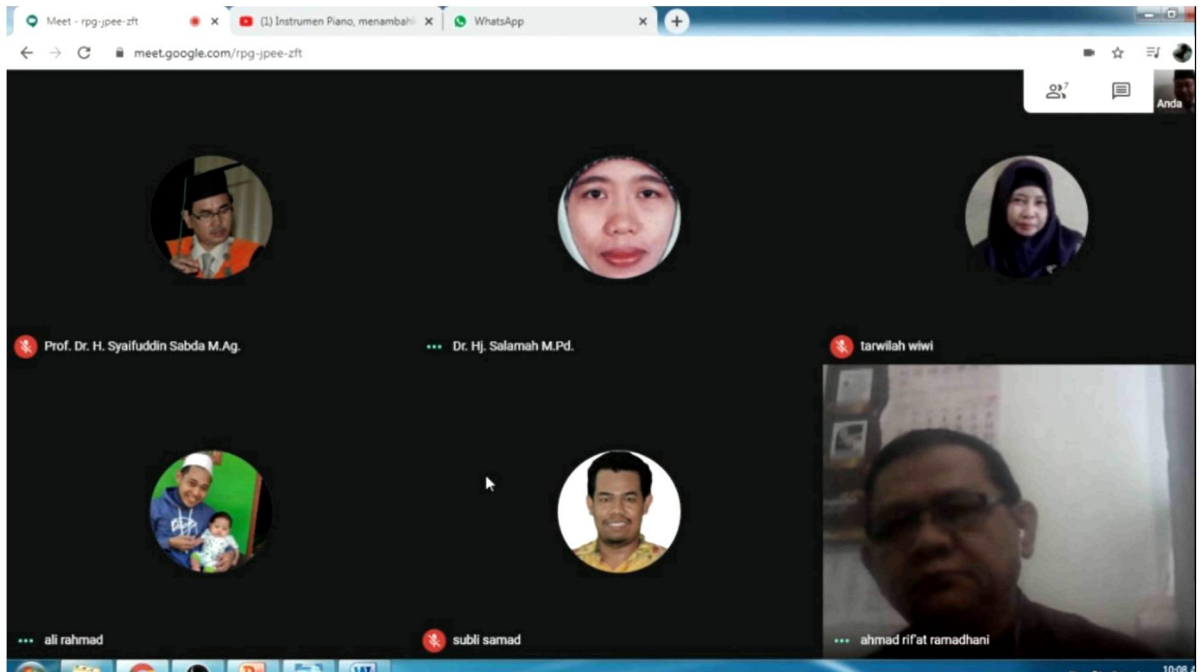 Meet - rpg-jpee-zft
(1) Instrumen Piano, menambah
WhatsApp
meet.google.com/rpg-jpee-zft
7
Anda
Prof. Dr. H. Syaifuddin Sabda M.Ag.
Dr. Hj. Salamah M.Pd.
tarwilah wiwi
ali rahmad
subli samad
ahmad rif'at ramadhani
10:08